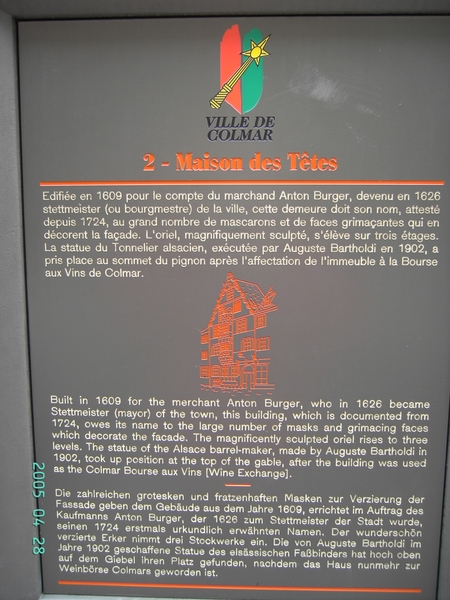 VILLE DE
COLMAR
2 - Maison des Têtes
Edifiée en 1609 pour le compte du marchand Anton Burger, devenu en 1626
stettmeister (ou bourgmestre) de la ville, cette demeure doit son nom, attesté
depuis 1724, au grand nombre de mascarons et de faces grimaçantes qui en
décorent la façade. L'oriel, magnifiquement sculpté, s'élève sur trois étages.
La statue du Tonnelier alsacien, exécutée par Auguste Bartholdi en 1902, a
pris place au sommet du pignon après l'affectation de l'immeuble à la Bourse
aux Vins de Colmar.
Built in 1609 for the merchant Anton Burger, who in 1626 became
Stettmeister (mayor) of the town, this building, which is documented from
1724, owes its name to the large number of masks and grimacing faces
which decorate the facade. The magnificently sculpted oriel rises to three
levels. The statue of the Alsace barrel-maker, made by Auguste Bartholdi in
1902, took up position at the top of the gable, after the building was used
as the Colmar Bourse aux Vins [Wine Exchange].
Die zahlreichen grotesken und fratzenhaften Masken zur Verzierung der
Fassade geben dem Gebäude aus dem Jahre 1609, errichtet im Auftrag des
Kaufmanns Anton Burger, der 1626 zum Stettmeister der Stadt wurde,
seinen 1724 erstmals urkundlich erwähnten Namen. Der wunderschön
verzierte Erker nimmt drei Stockwerke ein. Die von Auguste Bartholdi im
Jahre 1902 geschaffene Statue des elsässischen Faßbinders hat hoch oben
auf dem Giebel ihren Platz gefunden, nachdem das Haus nunmehr zur
Weinbörse Colmars geworden ist.
2005 04 28